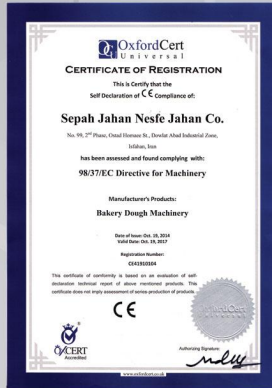 OxfordCert
Universal
CERTIFICATE OF REGISTRATION
This is Certify that the
Self Declaration of CE Compliance of:
Sepah Jahan Nesfe Jahan Co.
No. 99, 2nd Phase, Ostad Homaee St., Dowlat Abad Industrial Zone,
Isfahan, Iran
has been assessed and found complying with:
98/37/EC Directive for Machinery
Manufacturer's Products:
Bakery Dough Machinery
Date of Issue: Oct. 19, 2014
Valid Date: Oct. 19, 2017
Registration Number:
CE41910104
This certificate of conformity is based on an evaluation of self-
declaration technical report of above mentioned products. This
certificate does not imply assessment of series-production of products.
CE
OxfordCert
UNIVERSAL
O/CERT
Accredited
Authorizing Signature:
www.oxfordcert.co.uk